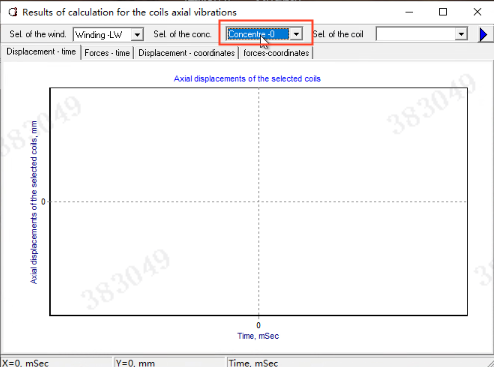 Results of calculation for the coils axial vibrations
Sel. of the wind. Winding -LW Sel. of the conc. Concentre -0 Sel. of the coil
Displacement - time Forces - time Displacement - coordinates forces-coordinates
Axial displacements of the selected coils
Axial displacements of the selected coils, mm
0
0
Time, mSec
X=0, mSec Y=0, mm Time, mSec
383049
383049
383049